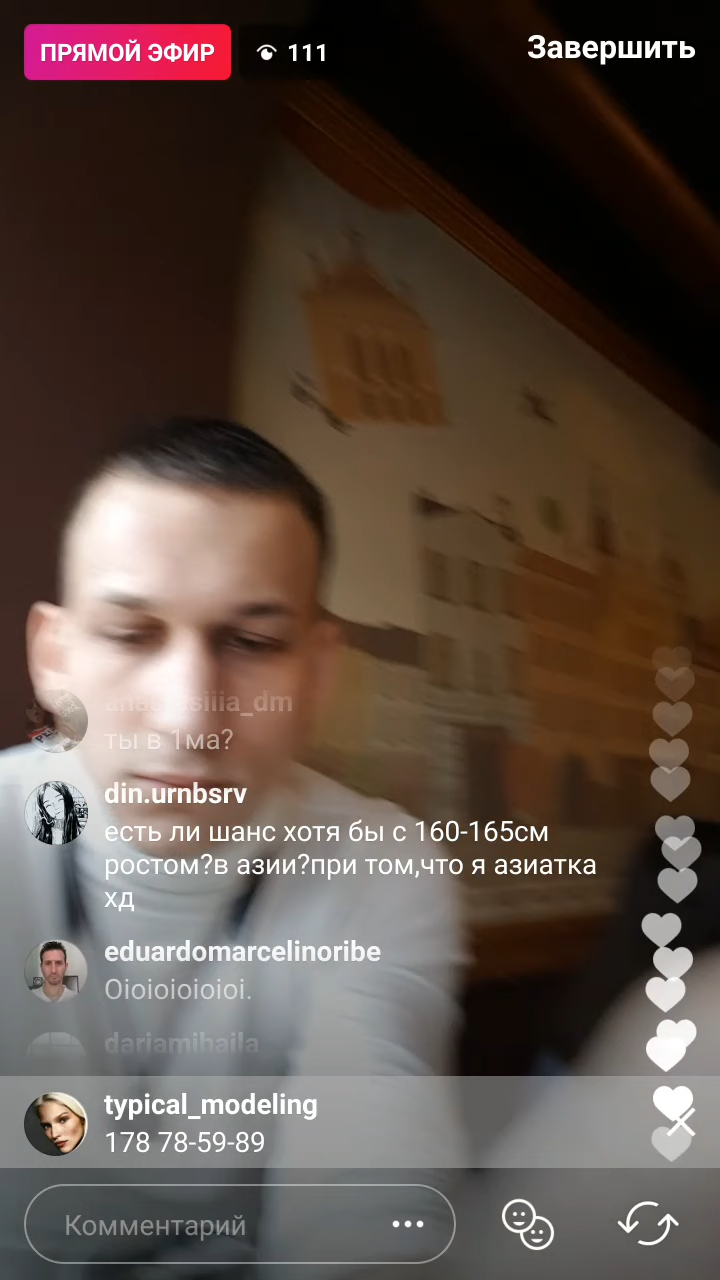 ПРЯМОЙ ЭФИР
111
Завершить
ты в 1ма?
din.urnbsrv
есть ли шанс хотя бы с 160-165см
ростом?в азии?при том,что я азиатка
хд
eduardomarcelinoribe
Oioioioioioi.
dariamihaila
typical_modeling
178 78-59-89
Комментарий